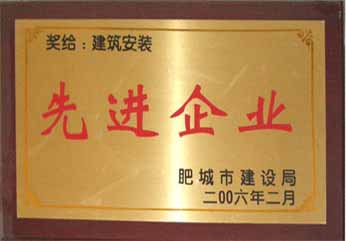 奖给：建筑安装
先进企业
肥城市建设局
二00六年二月